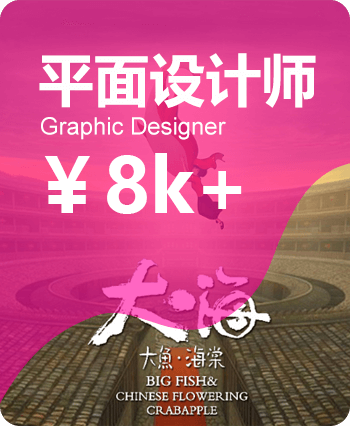 平面设计师
Graphic Designer
￥8k+
大·海
大魚·海棠
BIG FISH&
CHINESE FLOWERING
CRABAPPLE